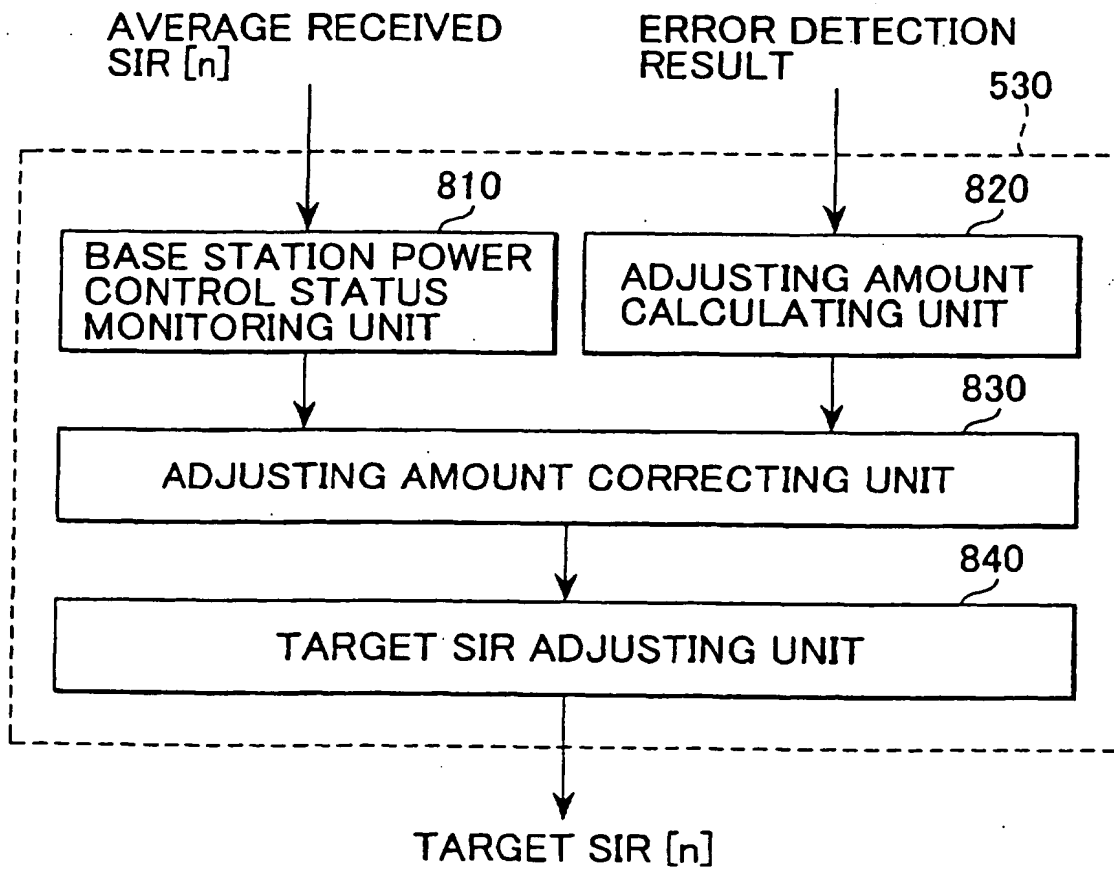 AVERAGE RECEIVED
SIR [n]
ERROR DETECTION
RESULT
530
810
820
BASE STATION POWER
CONTROL STATUS
MONITORING UNIT
ADJUSTING AMOUNT
CALCULATING UNIT
830
ADJUSTING AMOUNT CORRECTING UNIT
840
TARGET SIR ADJUSTING UNIT
TARGET SIR [n]